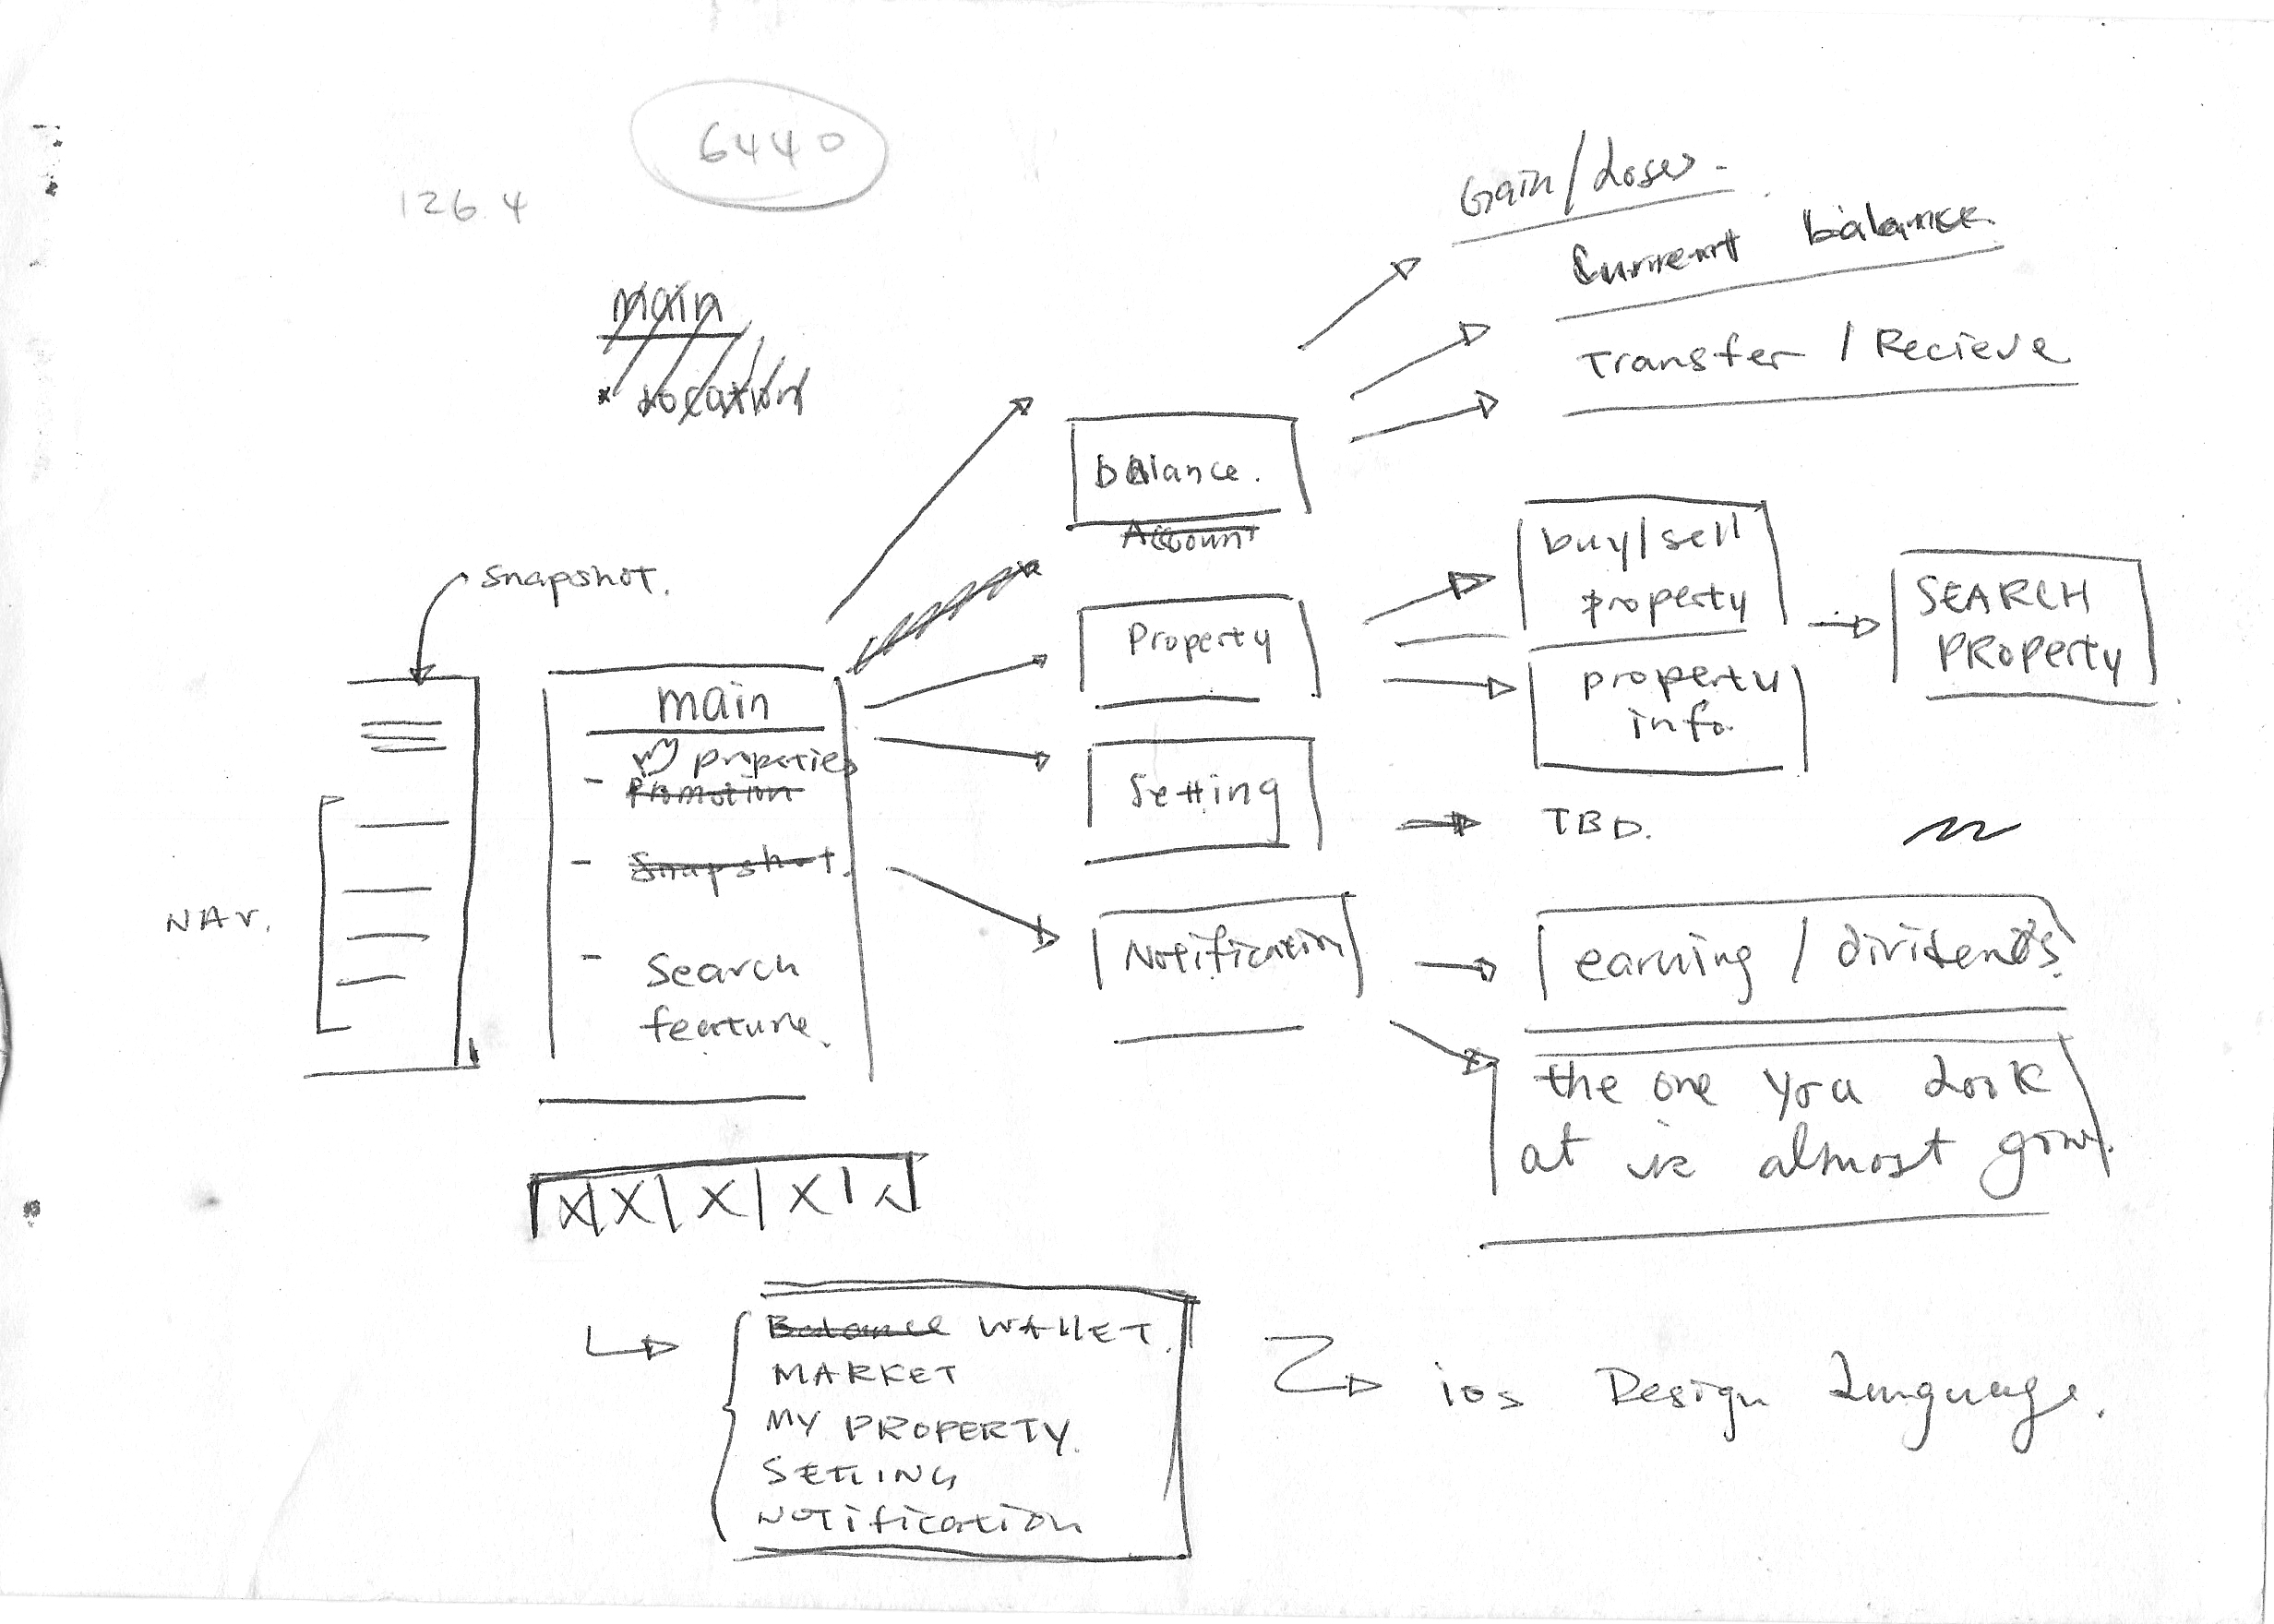 6440
126.4
main
* Location
Gain/Loser.
Current balance.
Transfer / Recieve
balance.
Account
Snapshot.
buy/sell
property
SEARCH
PROPerty
Property
property
info.
main
properties
- Promotion
- Snapshot.
- Search
feature.
Setting
TBD.
NAV.
Notification
earning / dividends
the one you Look
at is almost gone.
X X X X
Balance WALLET.
MARKET
MY PROPERTY.
SETTING
NOTification
ios Design Language.